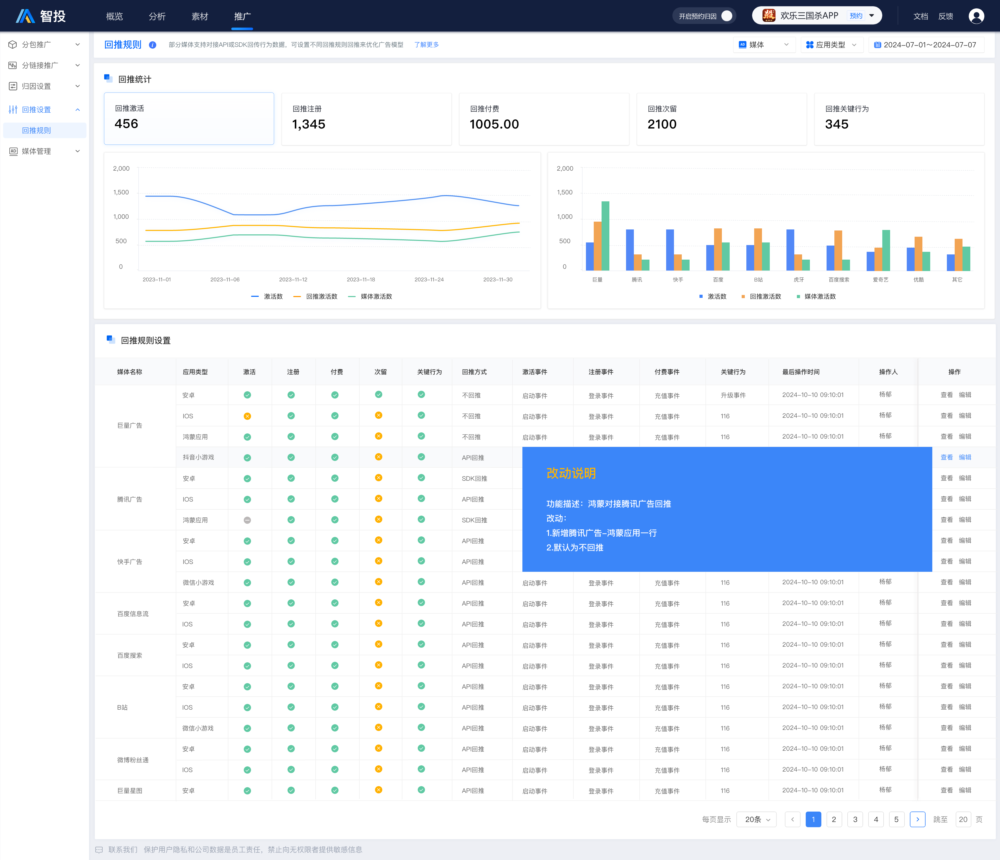 智投 概览 分析 素材 推广 开启预约归因 欢乐三国杀APP 预约 文档 反馈
分包推广
分链接推广
归因设置
回推设置
回推规则
AD 媒体管理
回推规则 i 部分媒体支持对接API或SDK回传行为数据，可设置不同回推规则回推来优化广告模型 了解更多 AD 媒体 应用类型 2024-07-01～2024-07-07
回推统计
回推激活 回推注册 回推付费 回推次留 回推关键行为
456 1,345 1005.00 2100 345
2,000
1,500
1,000
500
0
2023-11-01 2023-11-06 2023-11-12 2023-11-18 2023-11-24 2023-11-30
激活数 回推激活数 媒体激活数
2,000
1,500
1,000
500
0
巨量 腾讯 快手 百度 B站 虎牙 百度搜索 爱奇艺 优酷 其它
激活数 回推激活数 媒体激活数
回推规则设置
媒体名称 应用类型 激活 注册 付费 次留 关键行为 回推方式 激活事件 注册事件 付费事件 关键行为 最后操作时间 操作人 操作
巨量广告
安卓 不回推 启动事件 登录事件 充值事件 升级事件 2024-10-10 09:10:01 杨郁 查看 编辑
IOS 不回推 启动事件 登录事件 充值事件 116 2024-10-10 09:10:01 杨郁 查看 编辑
鸿蒙应用 不回推 启动事件 登录事件 充值事件 116 2024-10-10 09:10:01 杨郁 查看 编辑
抖音小游戏 API回推 查看 编辑
腾讯广告
安卓 SDK回推 查看 编辑
IOS API回推 查看 编辑
鸿蒙应用 SDK回推 查看 编辑
快手广告
安卓 API回推 查看 编辑
IOS API回推 查看 编辑
微信小游戏 API回推 启动事件 登录事件 充值事件 116 2024-10-10 09:10:01 杨郁 查看 编辑
改动说明
功能描述：鸿蒙对接腾讯广告回推
改动：
1.新增腾讯广告-鸿蒙应用一行
2.默认为不回推
百度信息流
安卓 API回推 启动事件 登录事件 充值事件 116 2024-10-10 09:10:01 杨郁 查看 编辑
IOS API回推 启动事件 登录事件 充值事件 116 2024-10-10 09:10:01 杨郁 查看 编辑
百度搜索
安卓 API回推 启动事件 登录事件 充值事件 116 2024-10-10 09:10:01 杨郁 查看 编辑
IOS API回推 启动事件 登录事件 充值事件 116 2024-10-10 09:10:01 杨郁 查看 编辑
B站
安卓 API回推 启动事件 登录事件 充值事件 116 2024-10-10 09:10:01 杨郁 查看 编辑
IOS API回推 启动事件 登录事件 充值事件 116 2024-10-10 09:10:01 杨郁 查看 编辑
微信小游戏 API回推 启动事件 登录事件 充值事件 116 2024-10-10 09:10:01 杨郁 查看 编辑
微博粉丝通
安卓 API回推 启动事件 登录事件 充值事件 116 2024-10-10 09:10:01 杨郁 查看 编辑
IOS API回推 启动事件 登录事件 充值事件 116 2024-10-10 09:10:01 杨郁 查看 编辑
巨量星图 安卓 API回推 启动事件 登录事件 充值事件 116 2024-10-10 09:10:01 杨郁 查看 编辑
每页显示 20条 1 2 3 4 5 跳至 20 页
联系我们 保护用户隐私和公司数据是员工责任，禁止向无权限者提供敏感信息